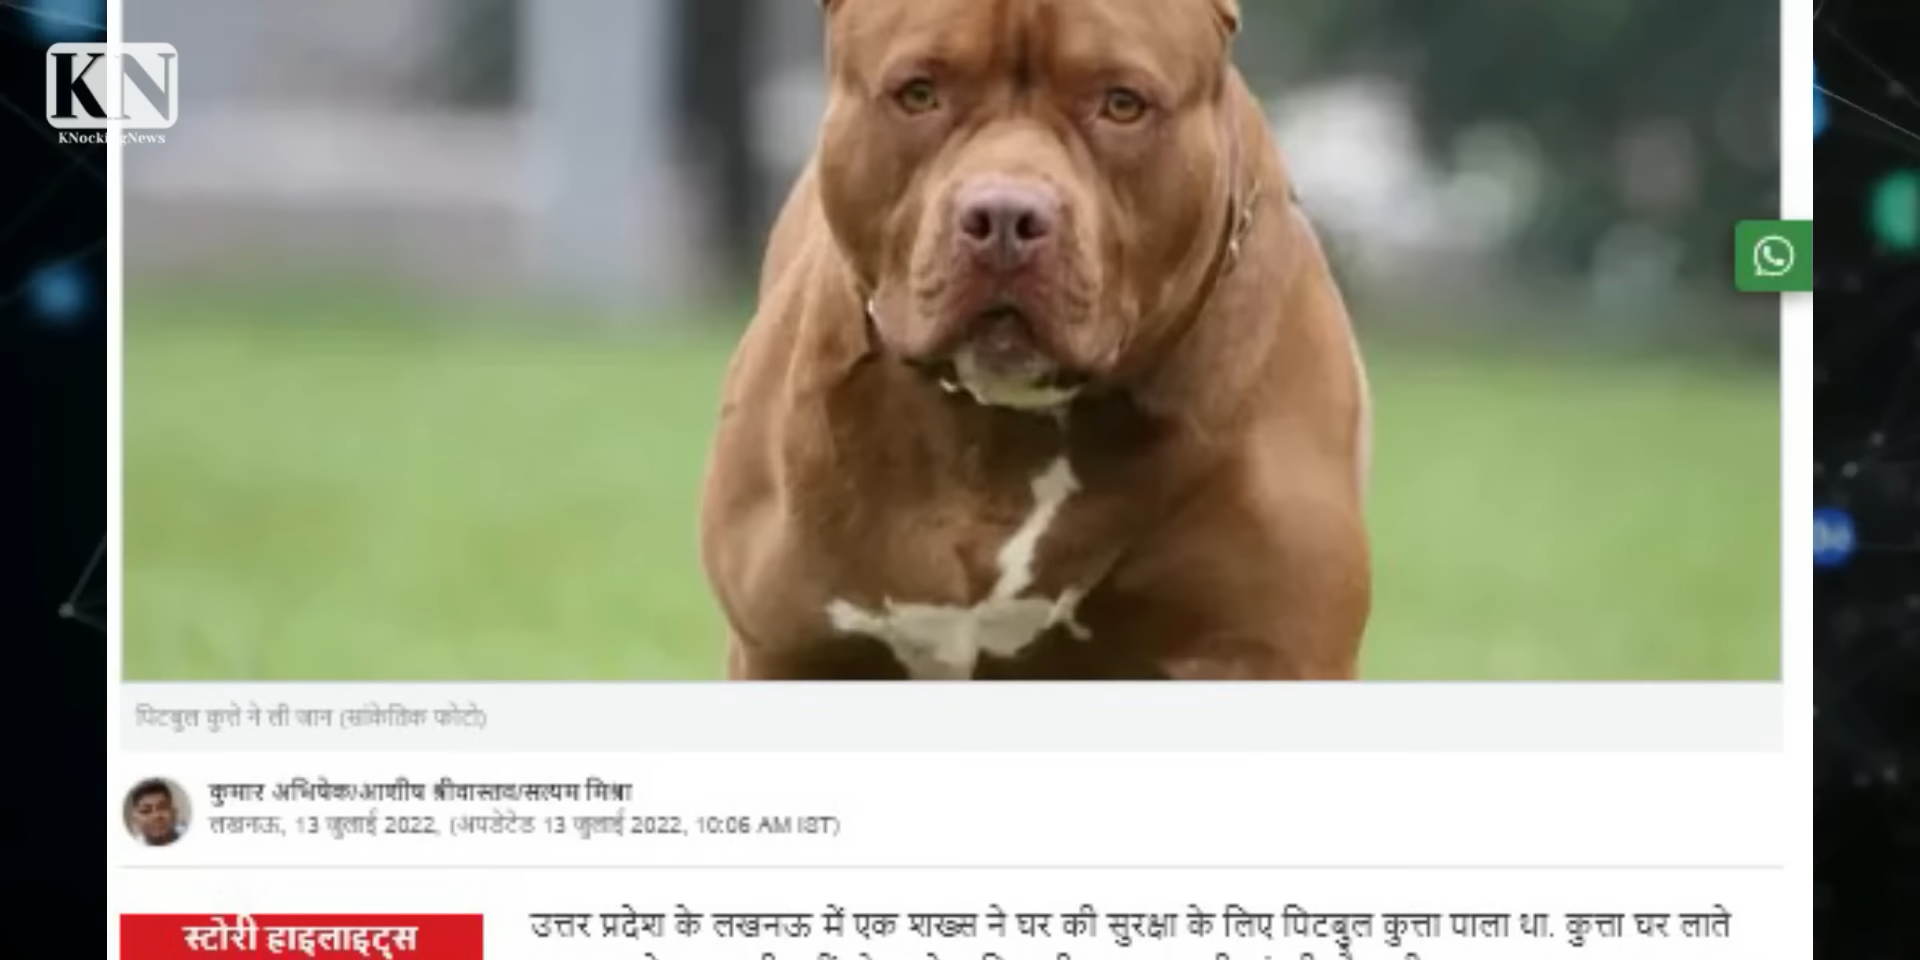 KN
KNockingNews
पिटबुल कुत्ते ने ली जान (सांकेतिक फोटो)
कुमार अभिषेक/आशीष श्रीवास्तव/सत्यम मिश्रा
लखनऊ, 13 जुलाई 2022, (अपडेटेड 13 जुलाई 2022, 10:06 AM IST)
स्टोरी हाइलाइट्स
उत्तर प्रदेश के लखनऊ में एक शख्स ने घर की सुरक्षा के लिए पिटबुल कुत्ता पाला था. कुत्ता घर लाते